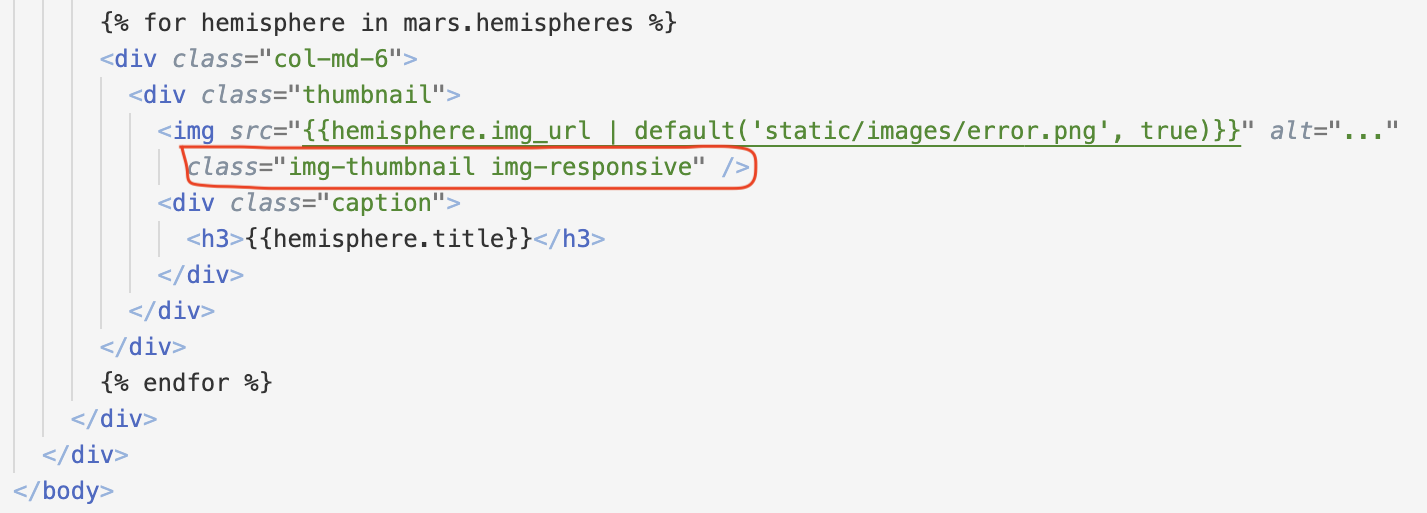 {% for hemisphere in mars.hemispheres %}
<div class="col-md-6">
<div class="thumbnail">
<img src="{{hemisphere.img_url | default('static/images/error.png', true)}}" alt="..."
class="img-thumbnail img-responsive" />
<div class="caption">
<h3>{{hemisphere.title}}</h3>
</div>
</div>
</div>
{% endfor %}
</div>
</div>
</body>